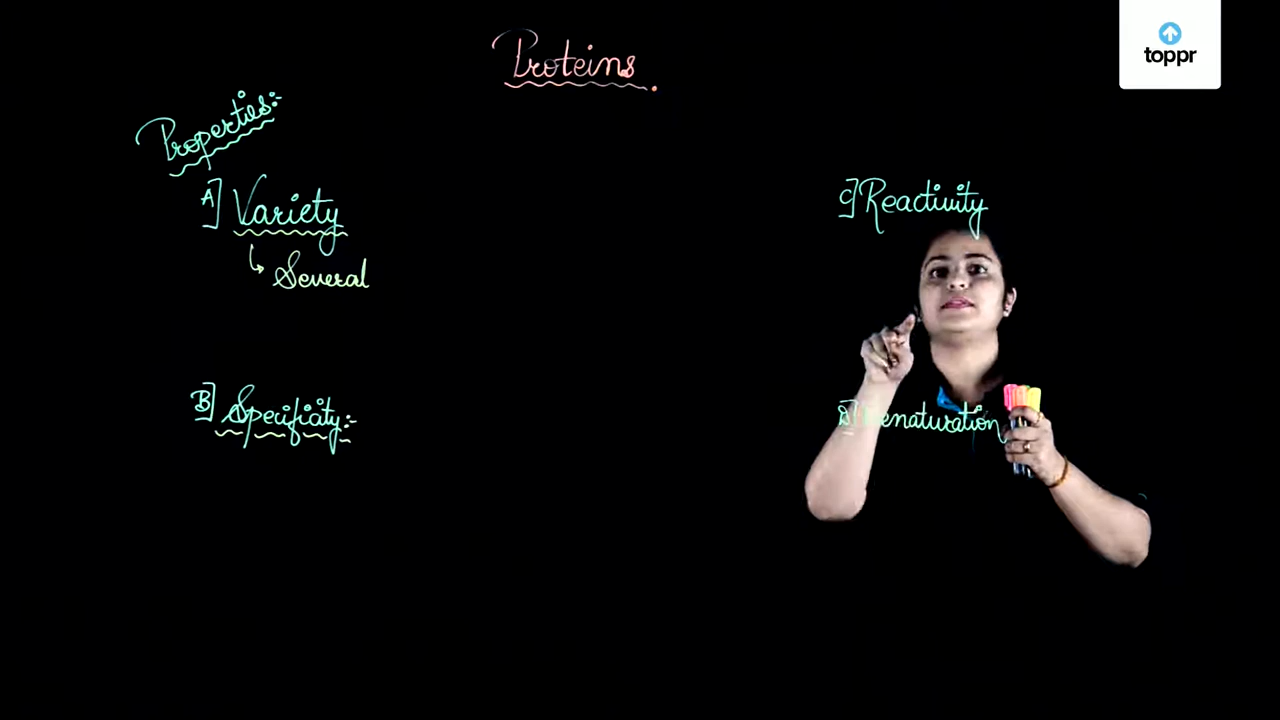 Proteins.
Properties:-
A] Variety
↳ Several
B] Specificity:-
C] Reactivity
D] Denaturation
toppr